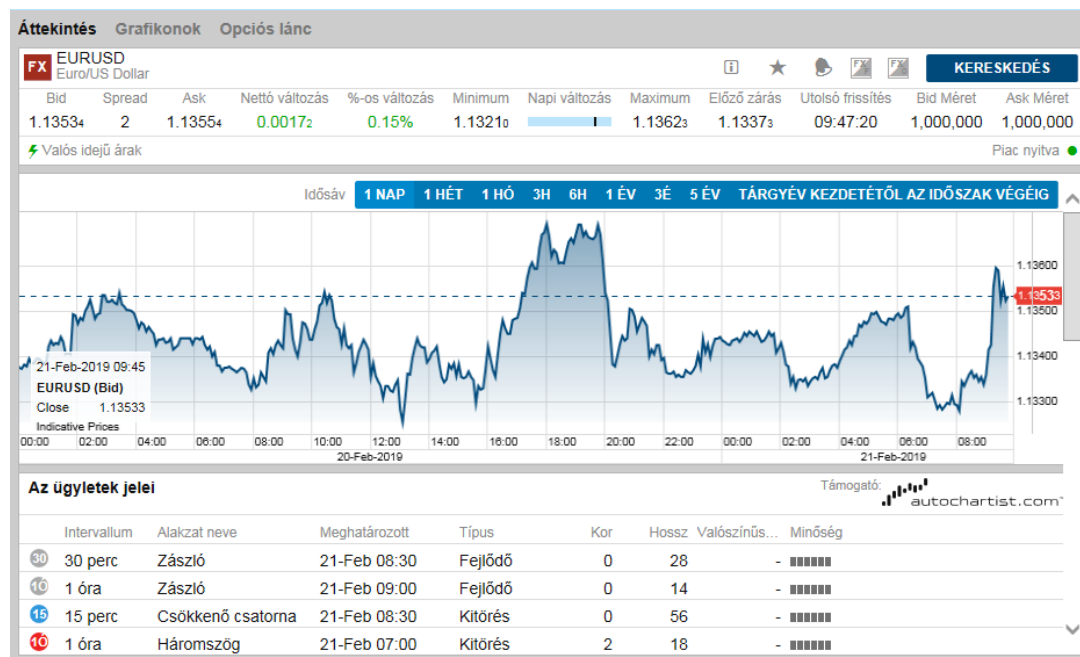 Áttekintés Grafikonok Opciós lánc
FX EURUSD
Euro/US Dollar
KERESKEDÉS
Bid Spread Ask Nettó változás %-os változás Minimum Napi változás Maximum Előző zárás Utolsó frissítés Bid Méret Ask Méret
1.13534 2 1.13554 0.00172 0.15% 1.13210 1.13623 1.13373 09:47:20 1,000,000 1,000,000
Valós idejű árak Piac nyitva
Idősáv 1 NAP 1 HÉT 1 HÓ 3H 6H 1 ÉV 3É 5 ÉV TÁRGYÉV KEZDETÉTŐL AZ IDŐSZAK VÉGÉIG
1.13600
1.13533
1.13500
1.13400
1.13300
21-Feb-2019 09:45
EURUSD (Bid)
Close 1.13533
Indicative Prices
00:00 02:00 04:00 06:00 08:00 10:00 12:00 14:00 16:00 18:00 20:00 22:00 00:00 02:00 04:00 06:00 08:00
20-Feb-2019 21-Feb-2019
Az ügyletek jelei Támogató: autochartist.com
Intervallum Alakzat neve Meghatározott Típus Kor Hossz Valószínűs... Minőség
30 30 perc Zászló 21-Feb 08:30 Fejlődő 0 28 -
1Ó 1 óra Zászló 21-Feb 09:00 Fejlődő 0 14 -
15 15 perc Csökkenő csatorna 21-Feb 08:30 Kitörés 0 56 -
1Ó 1 óra Háromszög 21-Feb 07:00 Kitörés 2 18 -